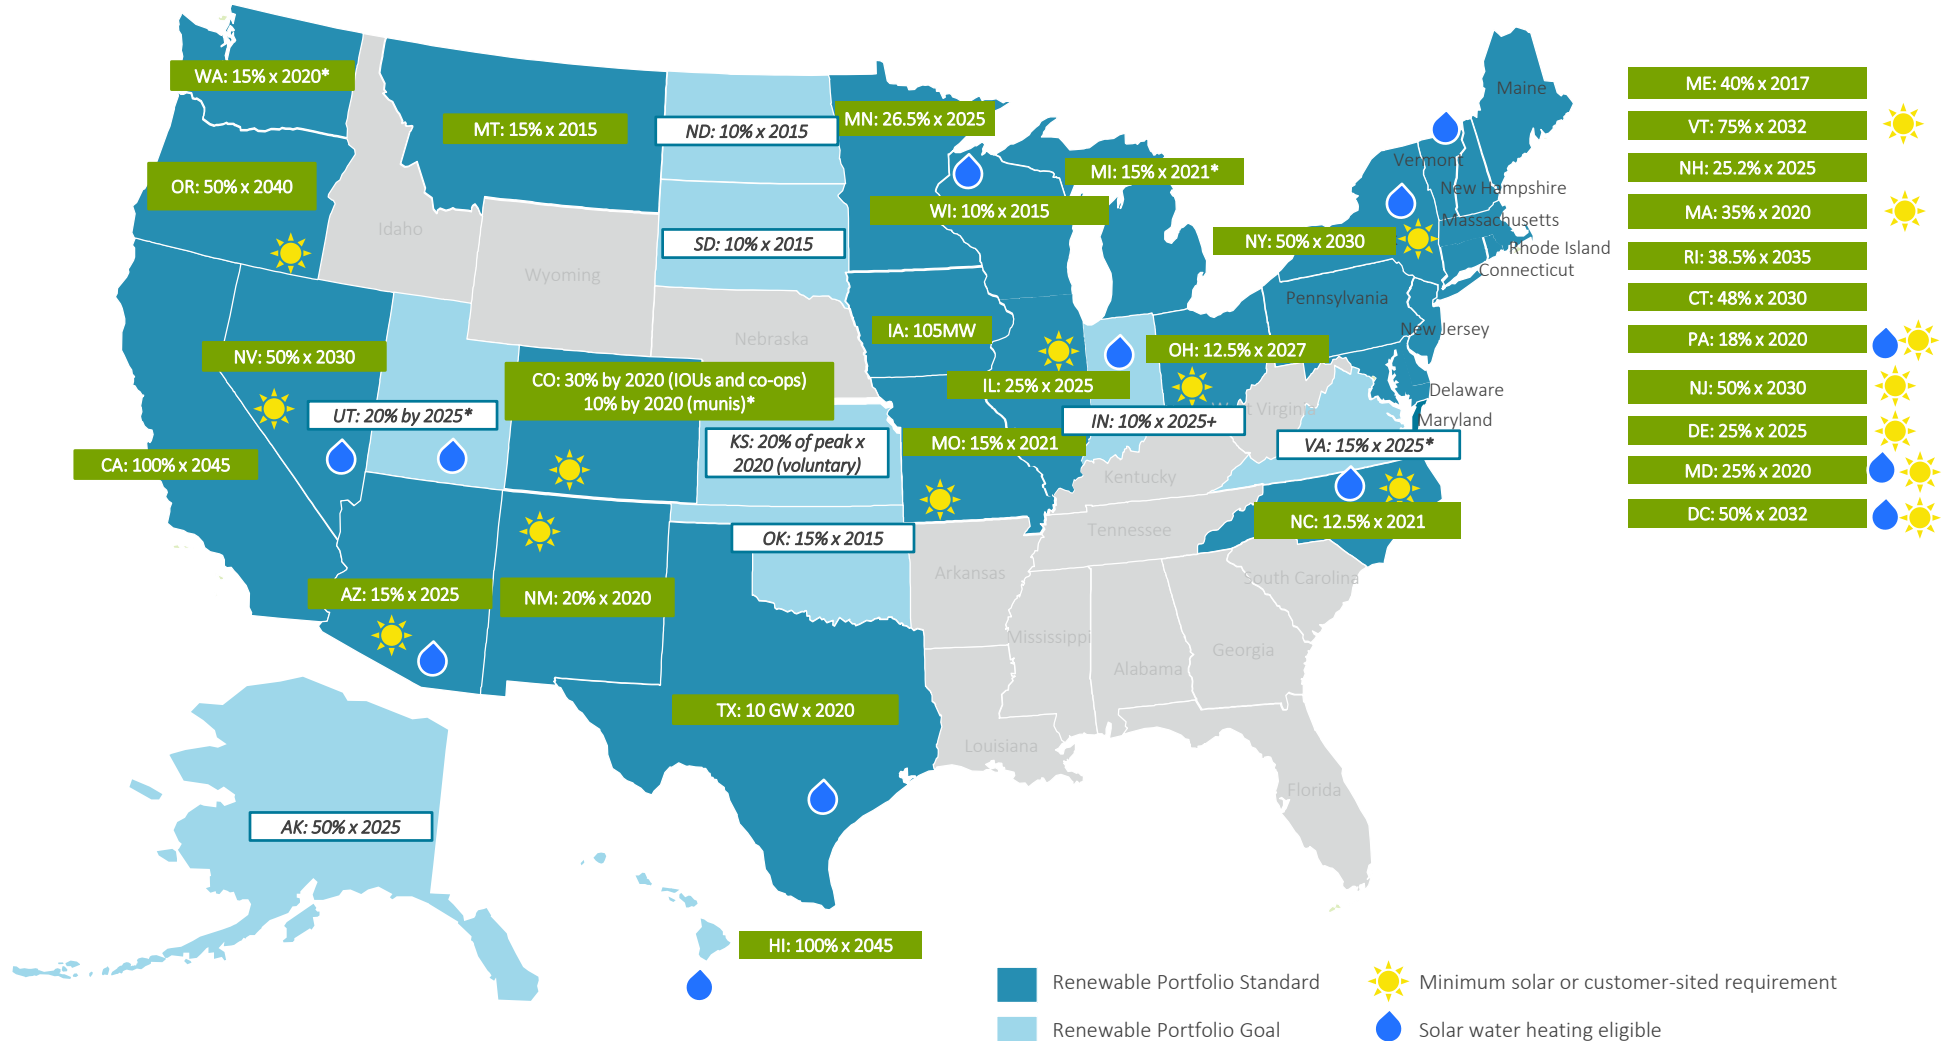 WA: 15% x 2020*
MT: 15% x 2015
ND: 10% x 2015
MN: 26.5% x 2025
OR: 50% x 2040
Idaho
Wyoming
SD: 10% x 2015
WI: 10% x 2015
MI: 15% x 2021*
NY: 50% x 2030
Maine
Vermont
New Hampshire
Massachusetts
Rhode Island
Connecticut
Pennsylvania
New Jersey
Delaware
Maryland
NV: 50% x 2030
Nebraska
IA: 105MW
IL: 25% x 2025
OH: 12.5% x 2027
UT: 20% by 2025*
CO: 30% by 2020 (IOUs and co-ops)
10% by 2020 (munis)*
KS: 20% of peak x
2020 (voluntary)
MO: 15% x 2021
IN: 10% x 2025+
t Virginia
VA: 15% x 2025*
CA: 100% x 2045
Kentucky
NC: 12.5% x 2021
Tennessee
OK: 15% x 2015
Arkansas
South Carolina
AZ: 15% x 2025
NM: 20% x 2020
Mississippi
Alabama
Georgia
TX: 10 GW x 2020
Louisiana
Florida
AK: 50% x 2025
HI: 100% x 2045
ME: 40% x 2017
VT: 75% x 2032
NH: 25.2% x 2025
MA: 35% x 2020
RI: 38.5% x 2035
CT: 48% x 2030
PA: 18% x 2020
NJ: 50% x 2030
DE: 25% x 2025
MD: 25% x 2020
DC: 50% x 2032
Renewable Portfolio Standard
Minimum solar or customer-sited requirement
Renewable Portfolio Goal
Solar water heating eligible